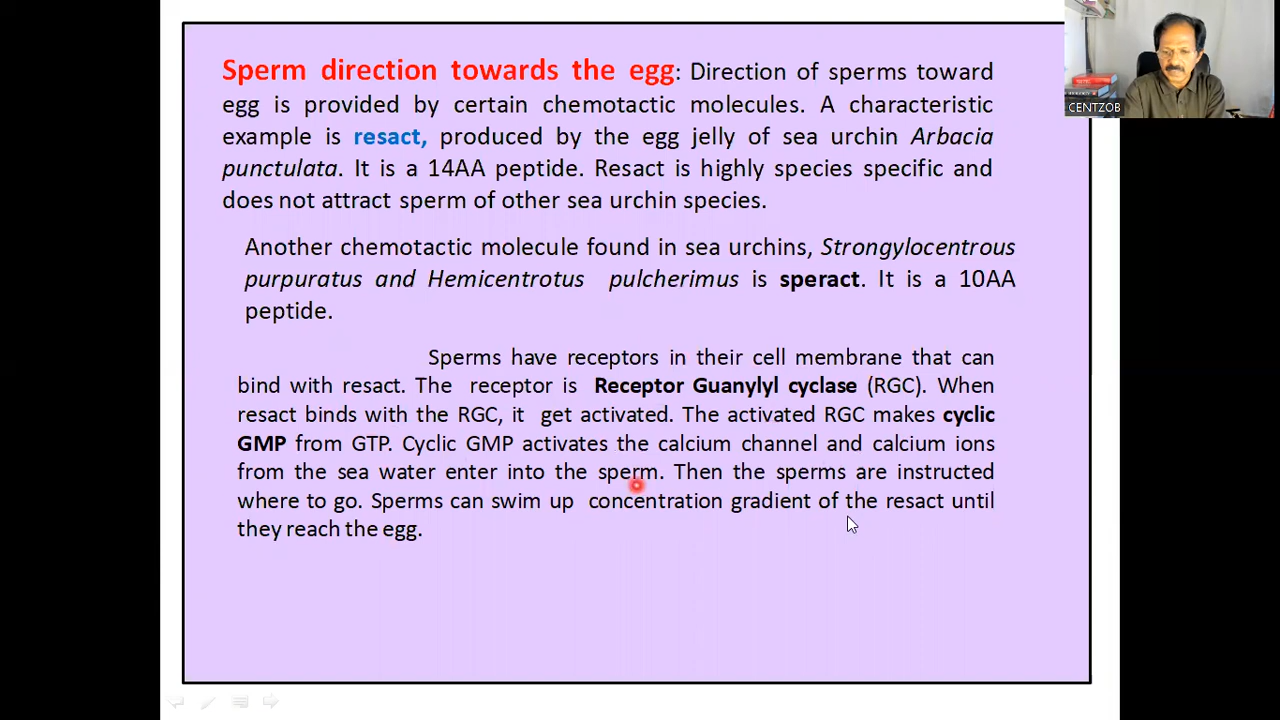 Sperm direction towards the egg: Direction of sperms toward
egg is provided by certain chemotactic molecules. A characteristic
example is resact, produced by the egg jelly of sea urchin Arbacia
punctulata. It is a 14AA peptide. Resact is highly species specific and
does not attract sperm of other sea urchin species.
Another chemotactic molecule found in sea urchins, Strongylocentrous
purpuratus and Hemicentrotus pulcherimus is speract. It is a 10AA
peptide.
Sperms have receptors in their cell membrane that can
bind with resact. The receptor is Receptor Guanylyl cyclase (RGC). When
resact binds with the RGC, it get activated. The activated RGC makes cyclic
GMP from GTP. Cyclic GMP activates the calcium channel and calcium ions
from the sea water enter into the sperm. Then the sperms are instructed
where to go. Sperms can swim up concentration gradient of the resact until
they reach the egg.
CENTZOB